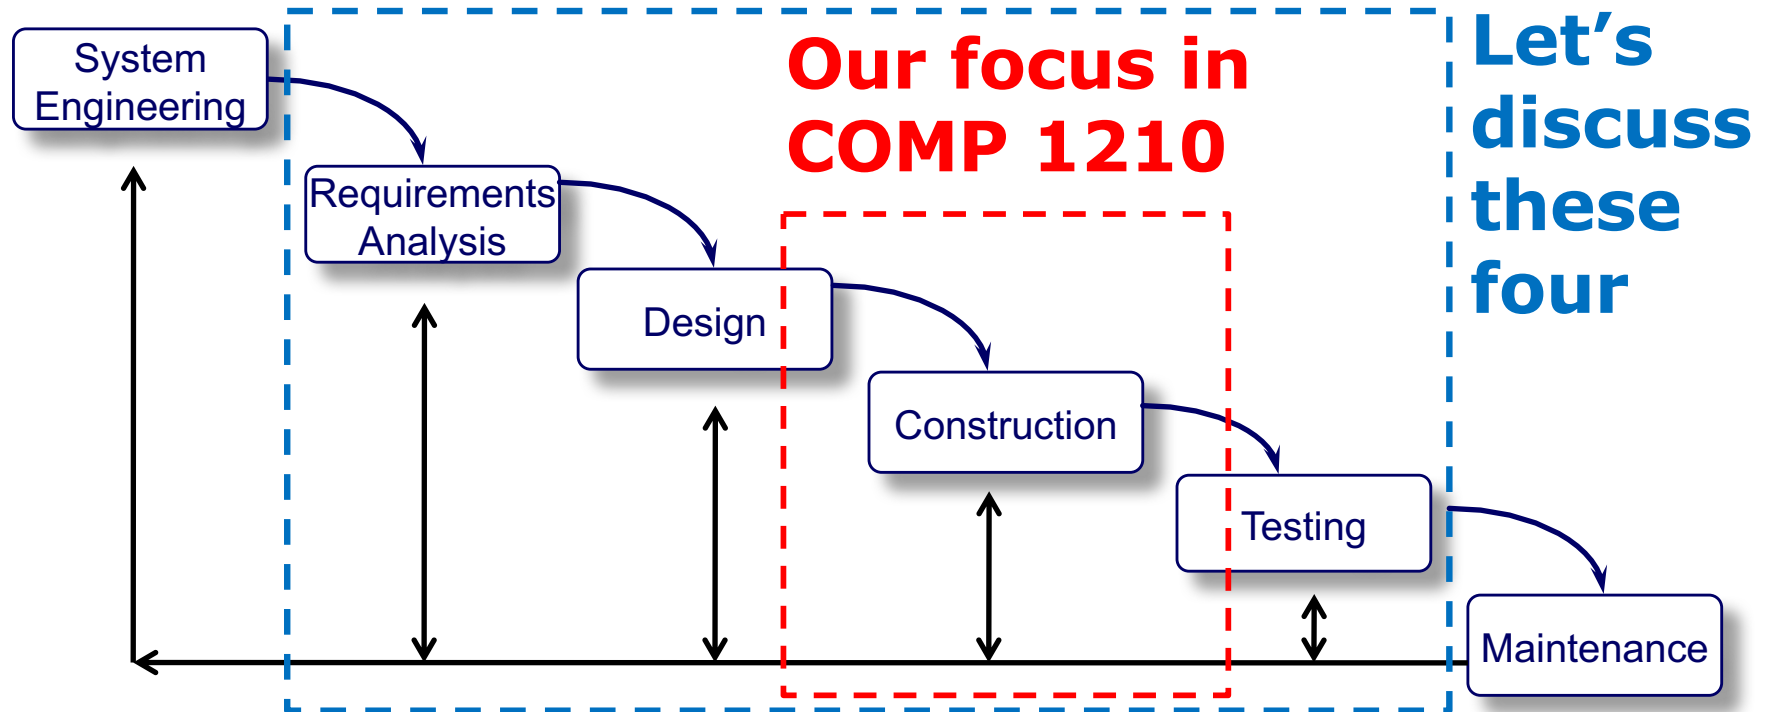 System
Engineering
Our focus in
COMP 1210
Let’s
discuss
these
four
Requirements
Analysis
Design
Construction
Testing
Maintenance